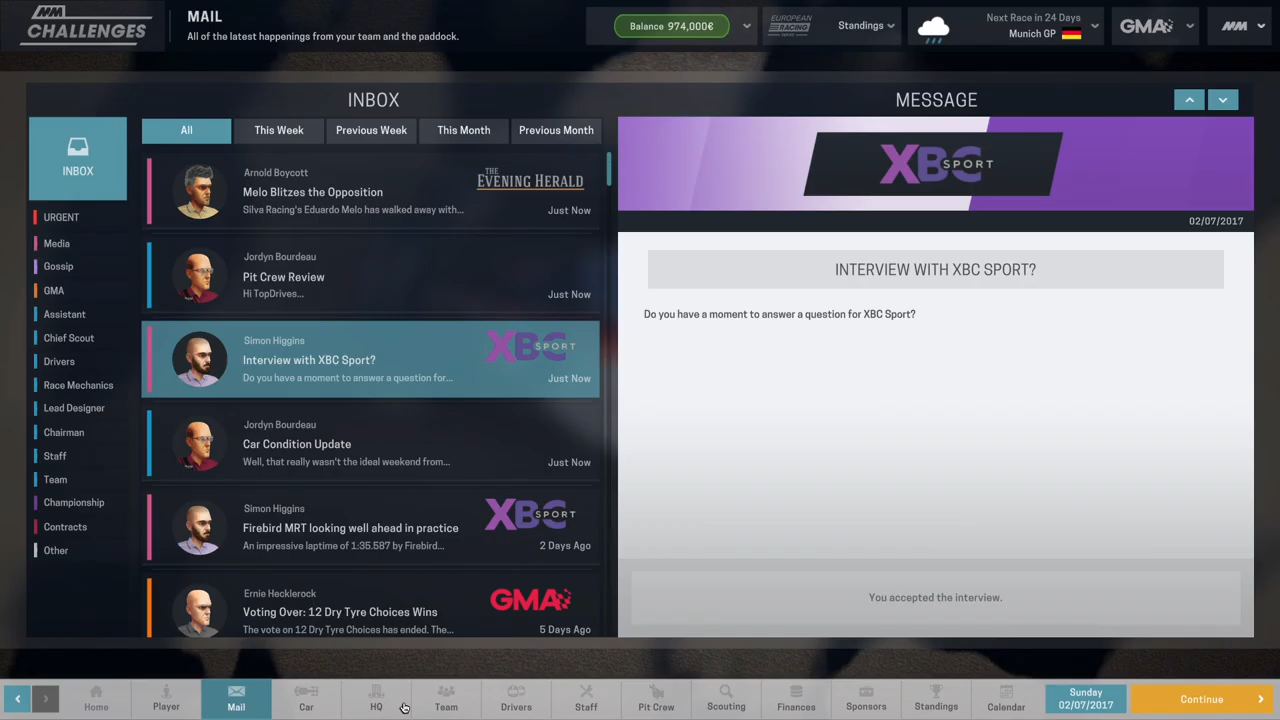 MM
CHALLENGES
MAIL
All of the latest happenings from your team and the paddock.
Balance 974,000€
EUROPEAN
RACING
SERIES
Standings
Next Race in 24 Days
Munich GP
GMA
MM
INBOX
MESSAGE
INBOX
All
This Week
Previous Week
This Month
Previous Month
URGENT
Media
Gossip
GMA
Assistant
Chief Scout
Drivers
Race Mechanics
Lead Designer
Chairman
Staff
Team
Championship
Contracts
Other
Arnold Boycott
Melo Blitzes the Opposition
Silva Racing's Eduardo Melo has walked away with...
THE
EVENING HERALD
Just Now
Jordyn Bourdeau
Pit Crew Review
Hi TopDrives...
Just Now
Simon Higgins
Interview with XBC Sport?
Do you have a moment to answer a question for...
XBC SPORT
Just Now
Jordyn Bourdeau
Car Condition Update
Well, that really wasn't the ideal weekend from...
Just Now
Simon Higgins
Firebird MRT looking well ahead in practice
An impressive laptime of 1:35.587 by Firebird...
XBC SPORT
2 Days Ago
Ernie Hecklerock
Voting Over: 12 Dry Tyre Choices Wins
The vote on 12 Dry Tyre Choices has ended. The...
GMA
5 Days Ago
XBC SPORT
02/07/2017
INTERVIEW WITH XBC SPORT?
Do you have a moment to answer a question for XBC Sport?
You accepted the interview.
Home
Player
Mail
Car
HQ
Team
Drivers
Staff
Pit Crew
Scouting
Finances
Sponsors
Standings
Calendar
Sunday
02/07/2017
Continue